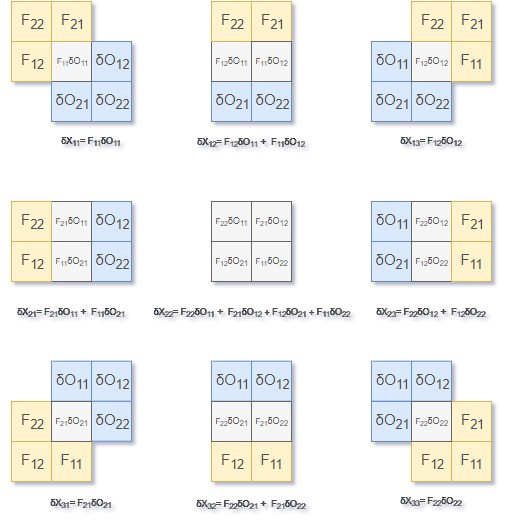 F₂₂ F₂₁ F₂₂ F₂₁ F₂₂ F₂₁
F₁₂ F₁₁δO₁₁ δO₁₂ F₁₂δO₁₁ F₁₁δO₁₂ δO₁₁ F₁₂δO₁₂ F₁₁
δO₂₁ δO₂₂ δO₂₁ δO₂₂ δO₂₁ δO₂₂
δX₁₁= F₁₁δO₁₁ δX₁₂= F₁₂δO₁₁ + F₁₁δO₁₂ δX₁₃= F₁₂δO₁₂
F₂₂ F₂₁δO₁₁ δO₁₂ F₂₂δO₁₁ F₂₁δO₁₂ δO₁₁ F₂₂δO₁₂ F₂₁
F₁₂ F₁₁δO₂₁ δO₂₂ F₁₂δO₂₁ F₁₁δO₂₂ δO₂₁ F₁₂δO₂₂ F₁₁
δX₂₁= F₂₁δO₁₁ + F₁₁δO₂₁ δX₂₂= F₂₂δO₁₁ + F₂₁δO₁₂ + F₁₂δO₂₁ + F₁₁δO₂₂ δX₂₃= F₂₂δO₁₂ + F₁₂δO₂₂
δO₁₁ δO₁₂ δO₁₁ δO₁₂ δO₁₁ δO₁₂
F₂₂ F₂₁δO₂₁ δO₂₂ F₂₂δO₂₁ F₂₁δO₂₂ δO₂₁ F₂₂δO₂₂ F₂₁
F₁₂ F₁₁ F₁₂ F₁₁ F₁₂ F₁₁
δX₃₁= F₂₁δO₂₁ δX₃₂= F₂₂δO₂₁ + F₂₁δO₂₂ δX₃₃= F₂₂δO₂₂